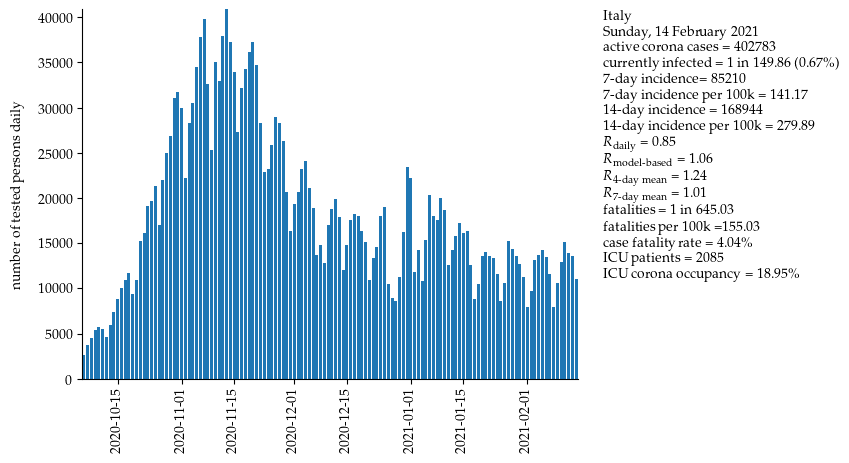 number of tested persons daily
40000
35000
30000
25000
20000
15000
10000
5000
0
2020-10-15
2020-11-01
2020-11-15
2020-12-01
2020-12-15
2021-01-01
2021-01-15
2021-02-01
Italy
Sunday, 14 February 2021
active corona cases = 402783
currently infected = 1 in 149.86 (0.67%)
7-day incidence= 85210
7-day incidence per 100k = 141.17
14-day incidence = 168944
14-day incidence per 100k = 279.89
R daily = 0.85
R model-based = 1.06
R 4-day mean = 1.24
R 7-day mean = 1.01
fatalities = 1 in 645.03
fatalities per 100k =155.03
case fatality rate = 4.04%
ICU patients = 2085
ICU corona occupancy = 18.95%